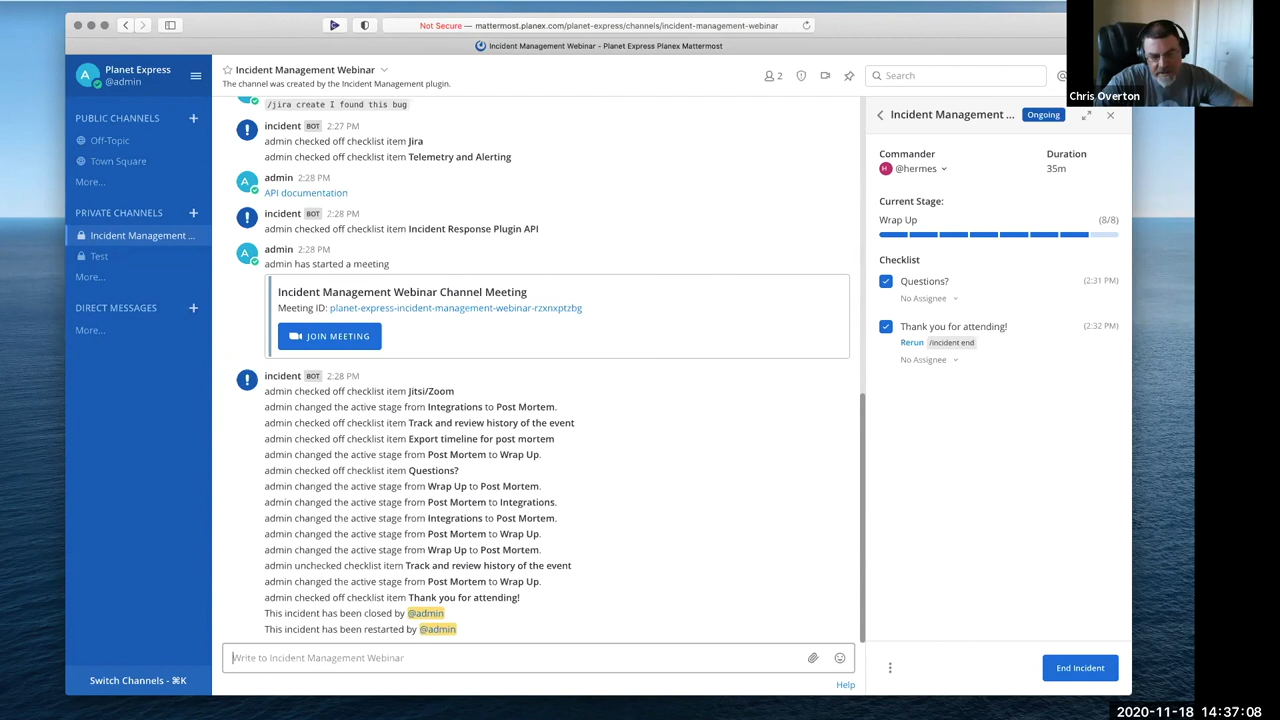 Not Secure — mattermost.planex.com/planet-express/channels/incident-management-webinar
Incident Management Webinar - Planet Express Planex Mattermost
Chris Overton
A
Planet Express
@admin
PUBLIC CHANNELS
Off-Topic
Town Square
More...
PRIVATE CHANNELS
Incident Management ...
Test
More...
DIRECT MESSAGES
More...
Switch Channels - ⌘K
Incident Management Webinar
The channel was created by the Incident Management plugin.
2
Search
/jira create I found this bug
incident BOT 2:27 PM
admin checked off checklist item Jira
admin checked off checklist item Telemetry and Alerting
admin 2:28 PM
API documentation
incident BOT 2:28 PM
admin checked off checklist item Incident Response Plugin API
admin 2:28 PM
admin has started a meeting
Incident Management Webinar Channel Meeting
Meeting ID: planet-express-incident-management-webinar-rzxnxptzbg
JOIN MEETING
incident BOT 2:28 PM
admin checked off checklist item Jitsi/Zoom
admin changed the active stage from Integrations to Post Mortem.
admin checked off checklist item Track and review history of the event
admin checked off checklist item Export timeline for post mortem
admin changed the active stage from Post Mortem to Wrap Up.
admin checked off checklist item Questions?
admin changed the active stage from Wrap Up to Post Mortem.
admin changed the active stage from Post Mortem to Integrations.
admin changed the active stage from Integrations to Post Mortem.
admin changed the active stage from Post Mortem to Wrap Up.
admin changed the active stage from Wrap Up to Post Mortem.
admin unchecked checklist item Track and review history of the event
admin changed the active stage from Post Mortem to Wrap Up.
admin checked off checklist item Thank you for attending!
This incident has been closed by @admin
This incident has been restarted by @admin
Write to Incident Management Webinar
Help
Incident Management ... Ongoing
Commander
Duration
H @hermes
35m
Current Stage:
Wrap Up (8/8)
Checklist
Questions? (2:31 PM)
No Assignee
Thank you for attending! (2:32 PM)
Rerun /incident end
No Assignee
End Incident
2020-11-18 14:37:08